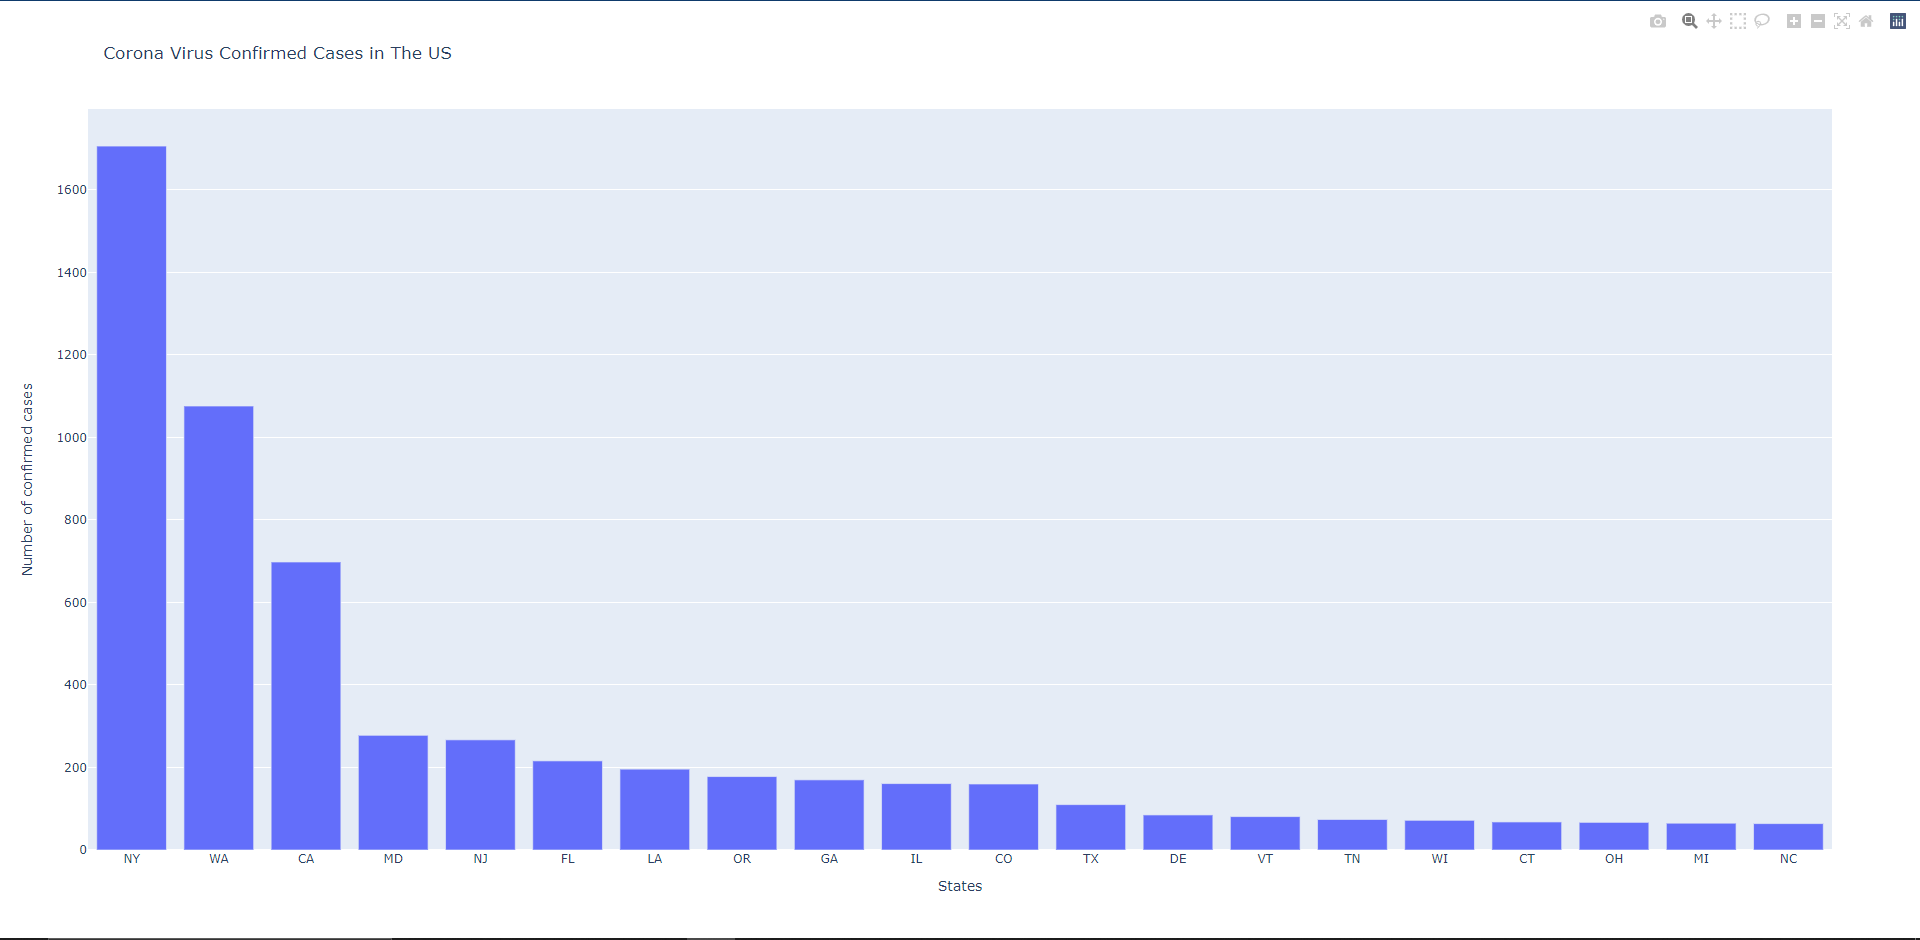 Corona Virus Confirmed Cases in The US
Number of confirmed cases
1600
1400
1200
1000
800
600
400
200
0
NY WA CA MD NJ FL LA OR GA IL CO TX DE VT TN WI CT OH MI NC
States